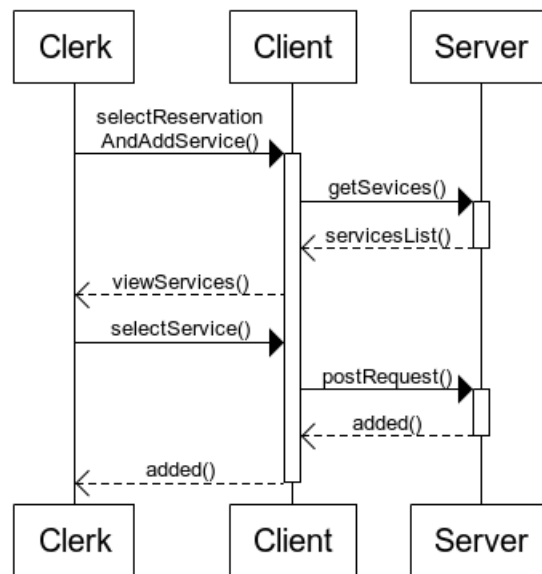 Clerk
Client
Server
selectReservation
AndAddService()
getSevices()
servicesList()
viewServices()
selectService()
postRequest()
added()
added()
Clerk
Client
Server